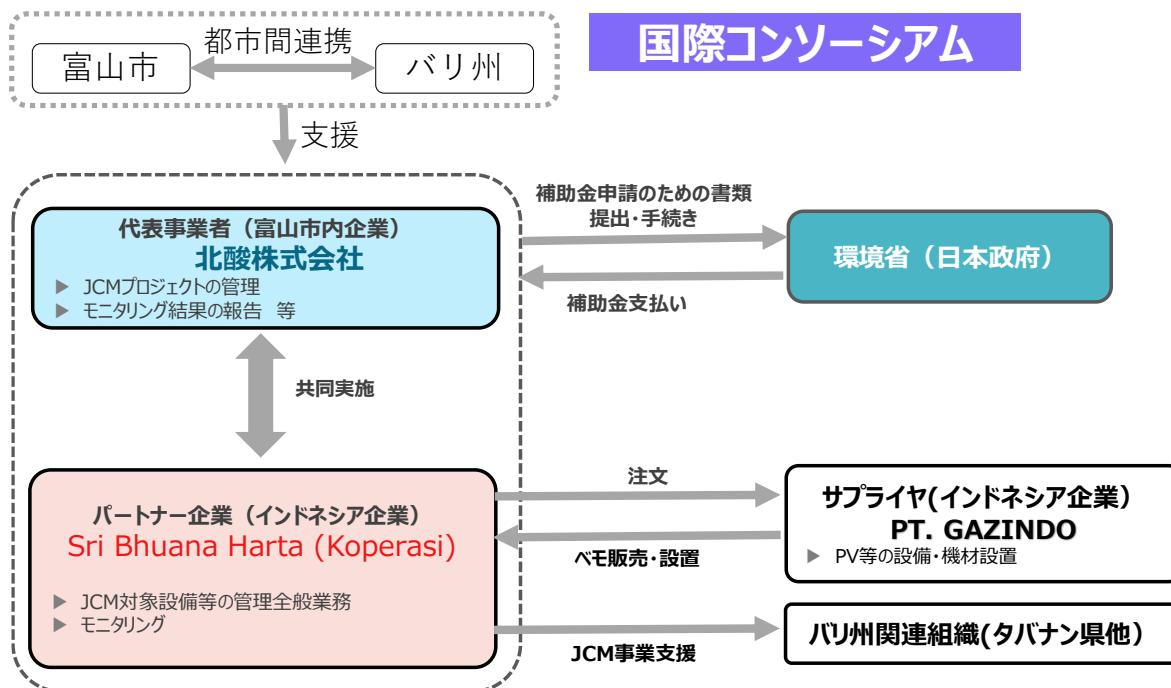 都市間連携
富山市
バリ州
国際コンソーシアム
支援
代表事業者（富山市内企業）
北酸株式会社
▶ JCMプロジェクトの管理
▶ モニタリング結果の報告 等
補助金申請のための書類
提出・手続き
環境省（日本政府）
補助金支払い
共同実施
パートナー企業（インドネシア企業）
Sri Bhuana Harta (Koperasi)
▶ JCM対象設備等の管理全般業務
▶ モニタリング
注文
サプライヤ(インドネシア企業）
PT. GAZINDO
▶ PV等の設備・機材設置
ベモ販売・設置
バリ州関連組織(タバナン県他）
JCM事業支援